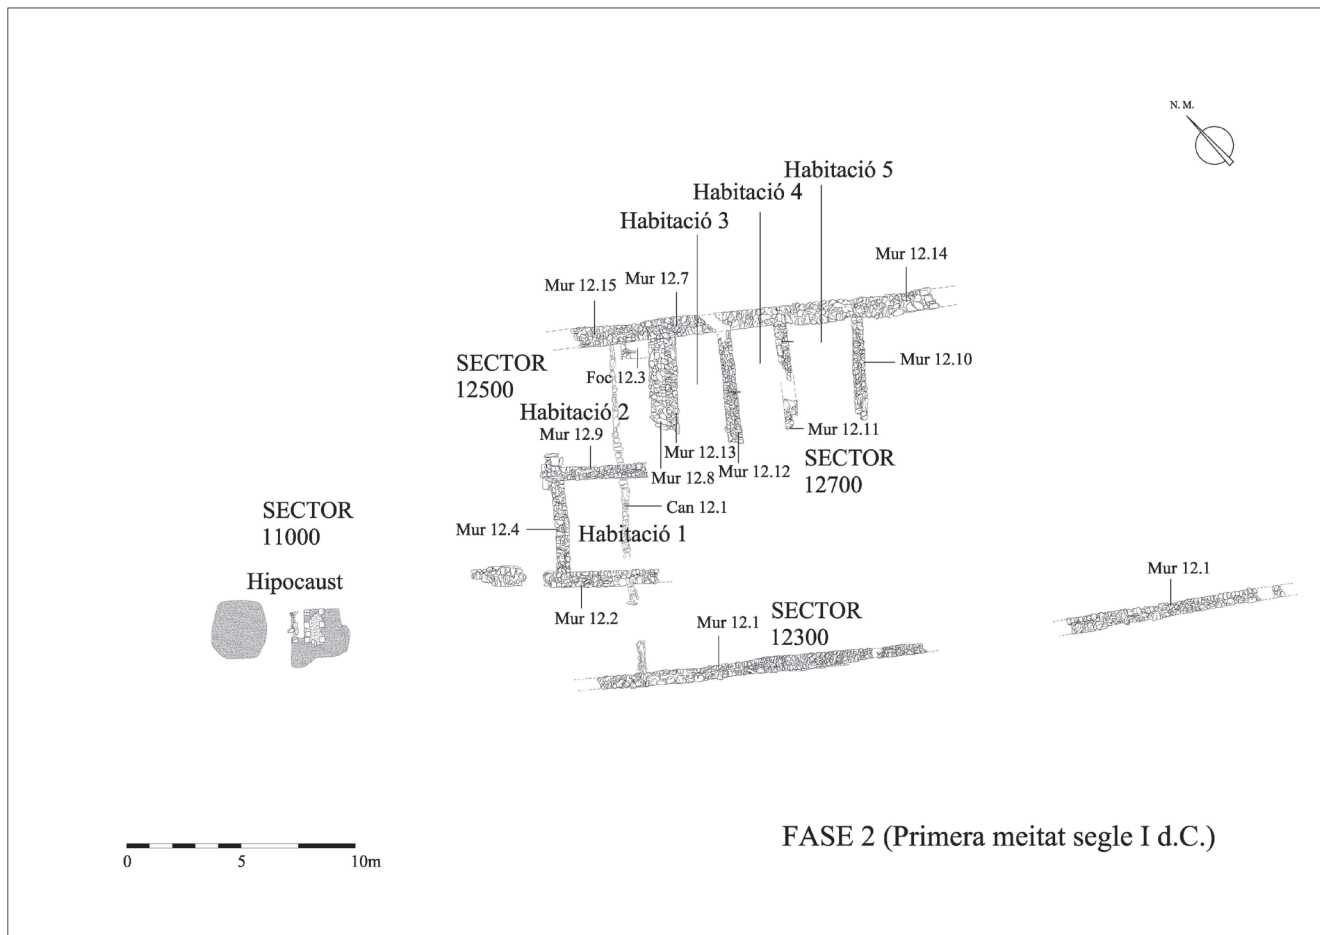 N. M.
Habitació 5
Habitació 4
Habitació 3
Mur 12.14
Mur 12.7
Mur 12.15
SECTOR
12500
Foc 12.3
Mur 12.10
Habitació 2
Mur 12.9
Mur 12.11
Mur 12.13
Mur 12.12
Mur 12.8
SECTOR
12700
Can 12.1
SECTOR
11000
Mur 12.4
Habitació 1
Hipocaust
Mur 12.1
Mur 12.2
Mur 12.1
SECTOR
12300
FASE 2 (Primera meitat segle I d.C.)
0 5 10m